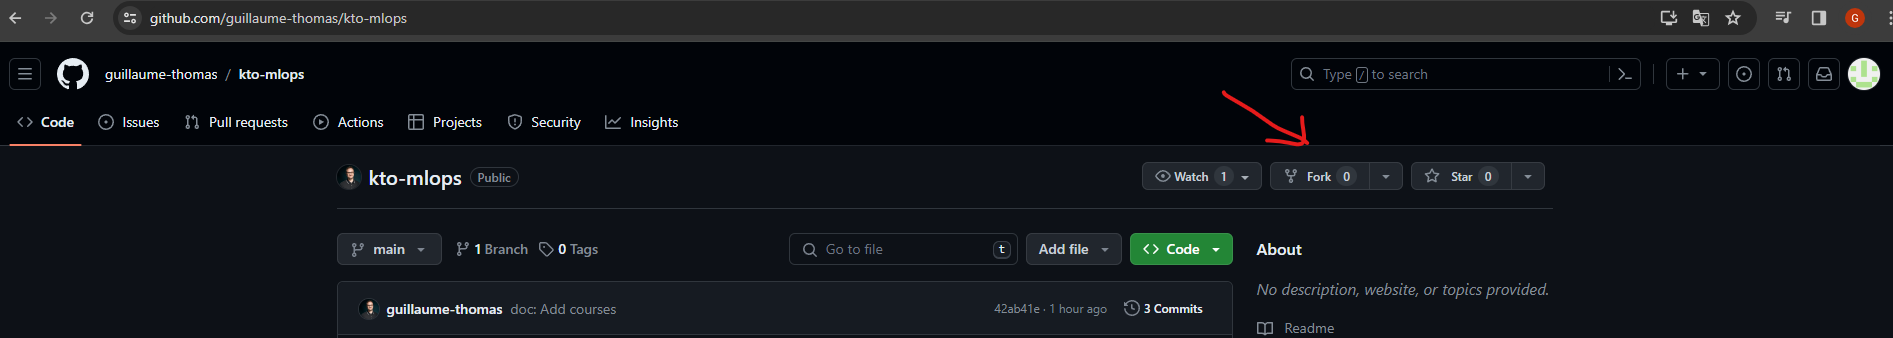 github.com/guillaume-thomas/kto-mlops
G
guillaume-thomas / kto-mlops
Type / to search
Code Issues Pull requests Actions Projects Security Insights
kto-mlops Public
Watch 1 Fork 0 Star 0
main 1 Branch 0 Tags Go to file t Add file Code
About
No description, website, or topics provided.
guillaume-thomas doc: Add courses 42ab41e · 1 hour ago 3 Commits
Readme